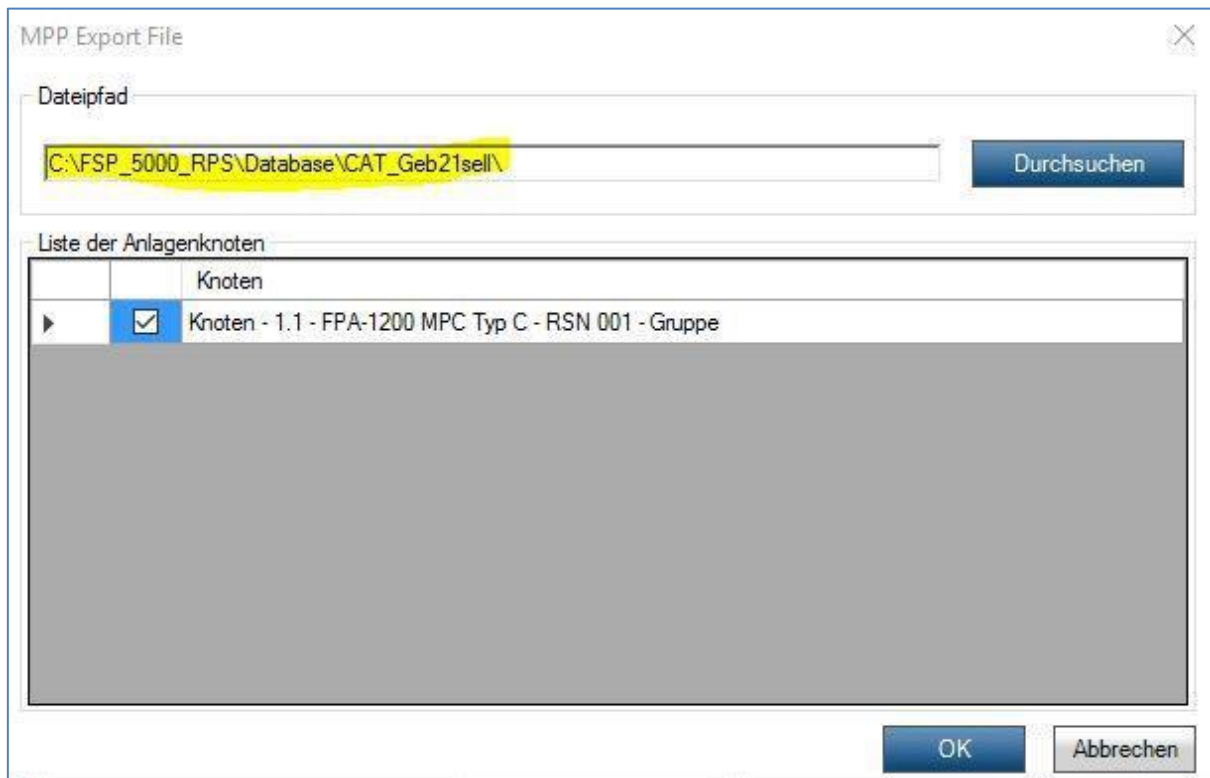 MPP Export File
Dateipfad
C:\FSP_5000_RPS\Database\CAT_Geb21sell\
Durchsuchen
Liste der Anlagenknoten
Knoten
Knoten - 1.1 - FPA-1200 MPC Typ C - RSN 001 - Gruppe
OK
Abbrechen